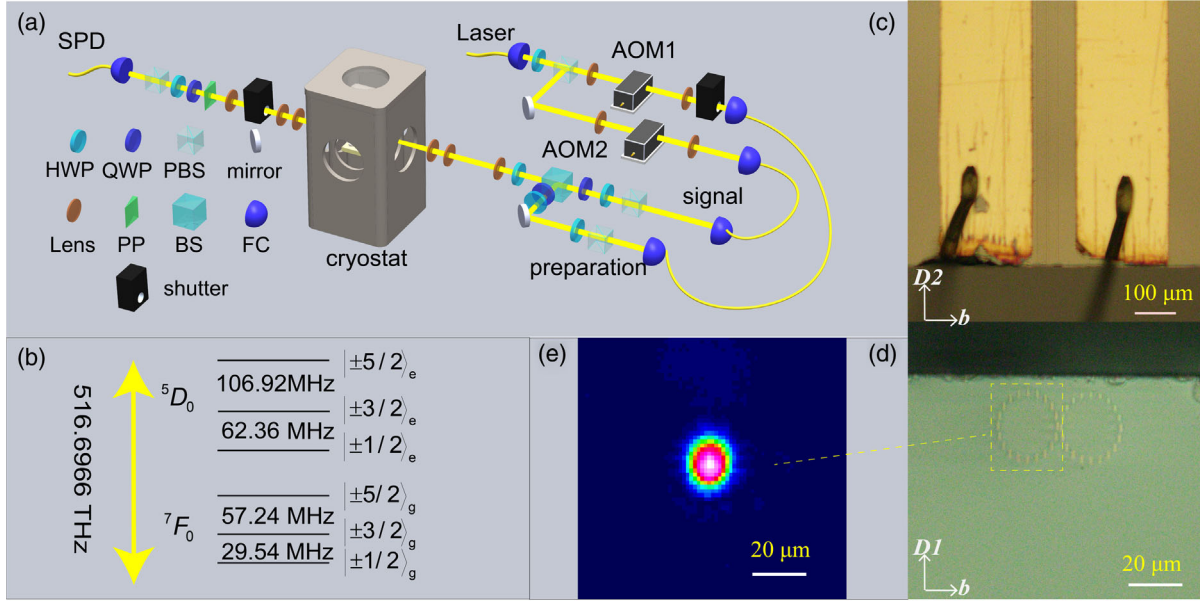 (a)
SPD
Laser
AOM1
AOM2
HWP
QWP
PBS
mirror
Lens
PP
BS
FC
shutter
cryostat
signal
preparation
(b)
516.6966 THz
⁵D₀
|±5/2⟩ₑ
106.92MHz
|±3/2⟩ₑ
62.36 MHz
|±1/2⟩ₑ
⁷F₀
|±5/2⟩g
57.24 MHz
|±3/2⟩g
29.54 MHz
|±1/2⟩g
(e)
20 μm
(c)
D2
b
100 μm
(d)
D1
b
20 μm